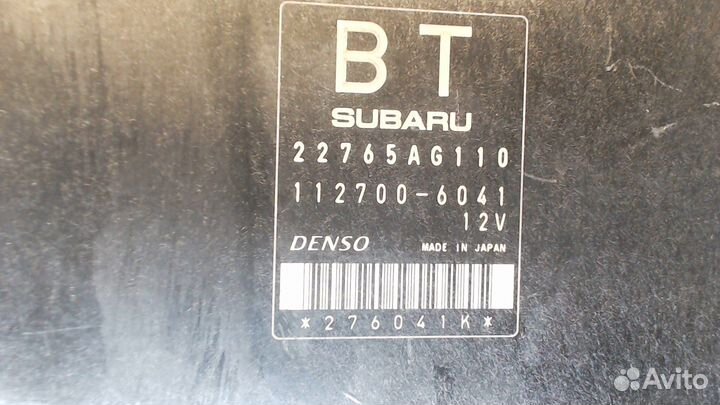 BT
SUBARU
22765AG110
112700-6041
12V
DENSO MADE IN JAPAN
*276041K*
Avito